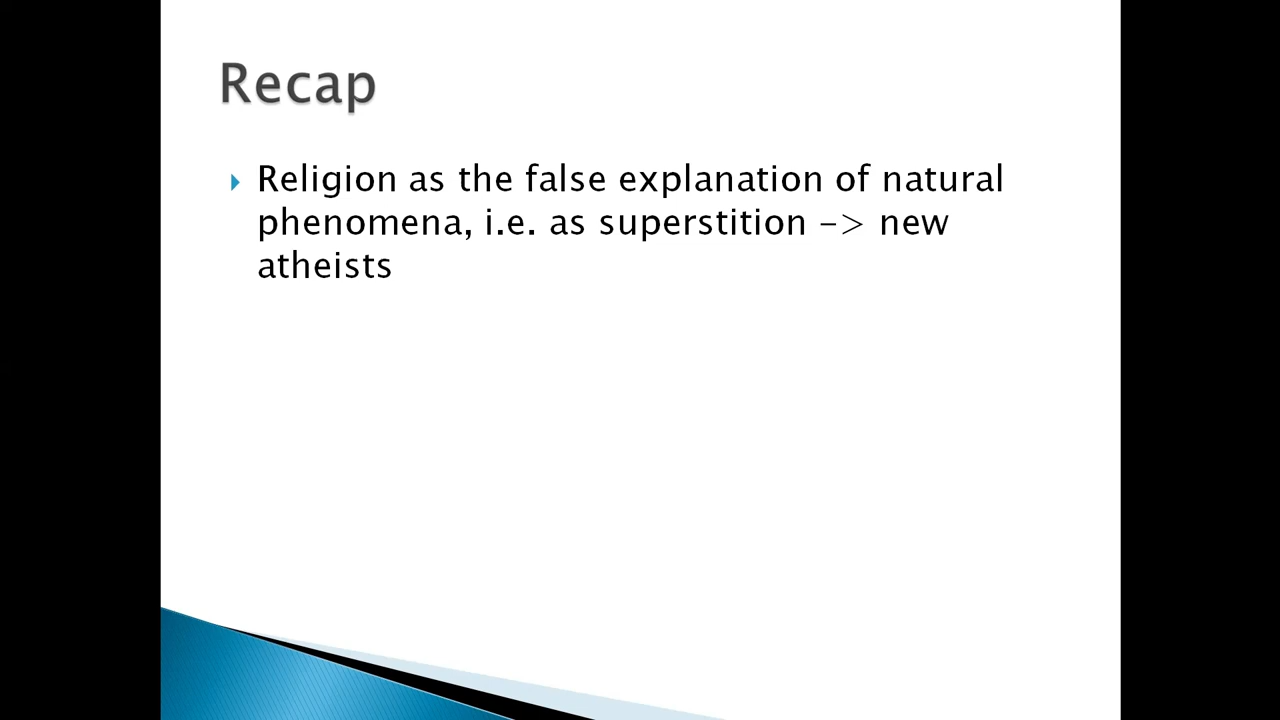 Recap
Religion as the false explanation of natural
phenomena, i.e. as superstition -> new
atheists